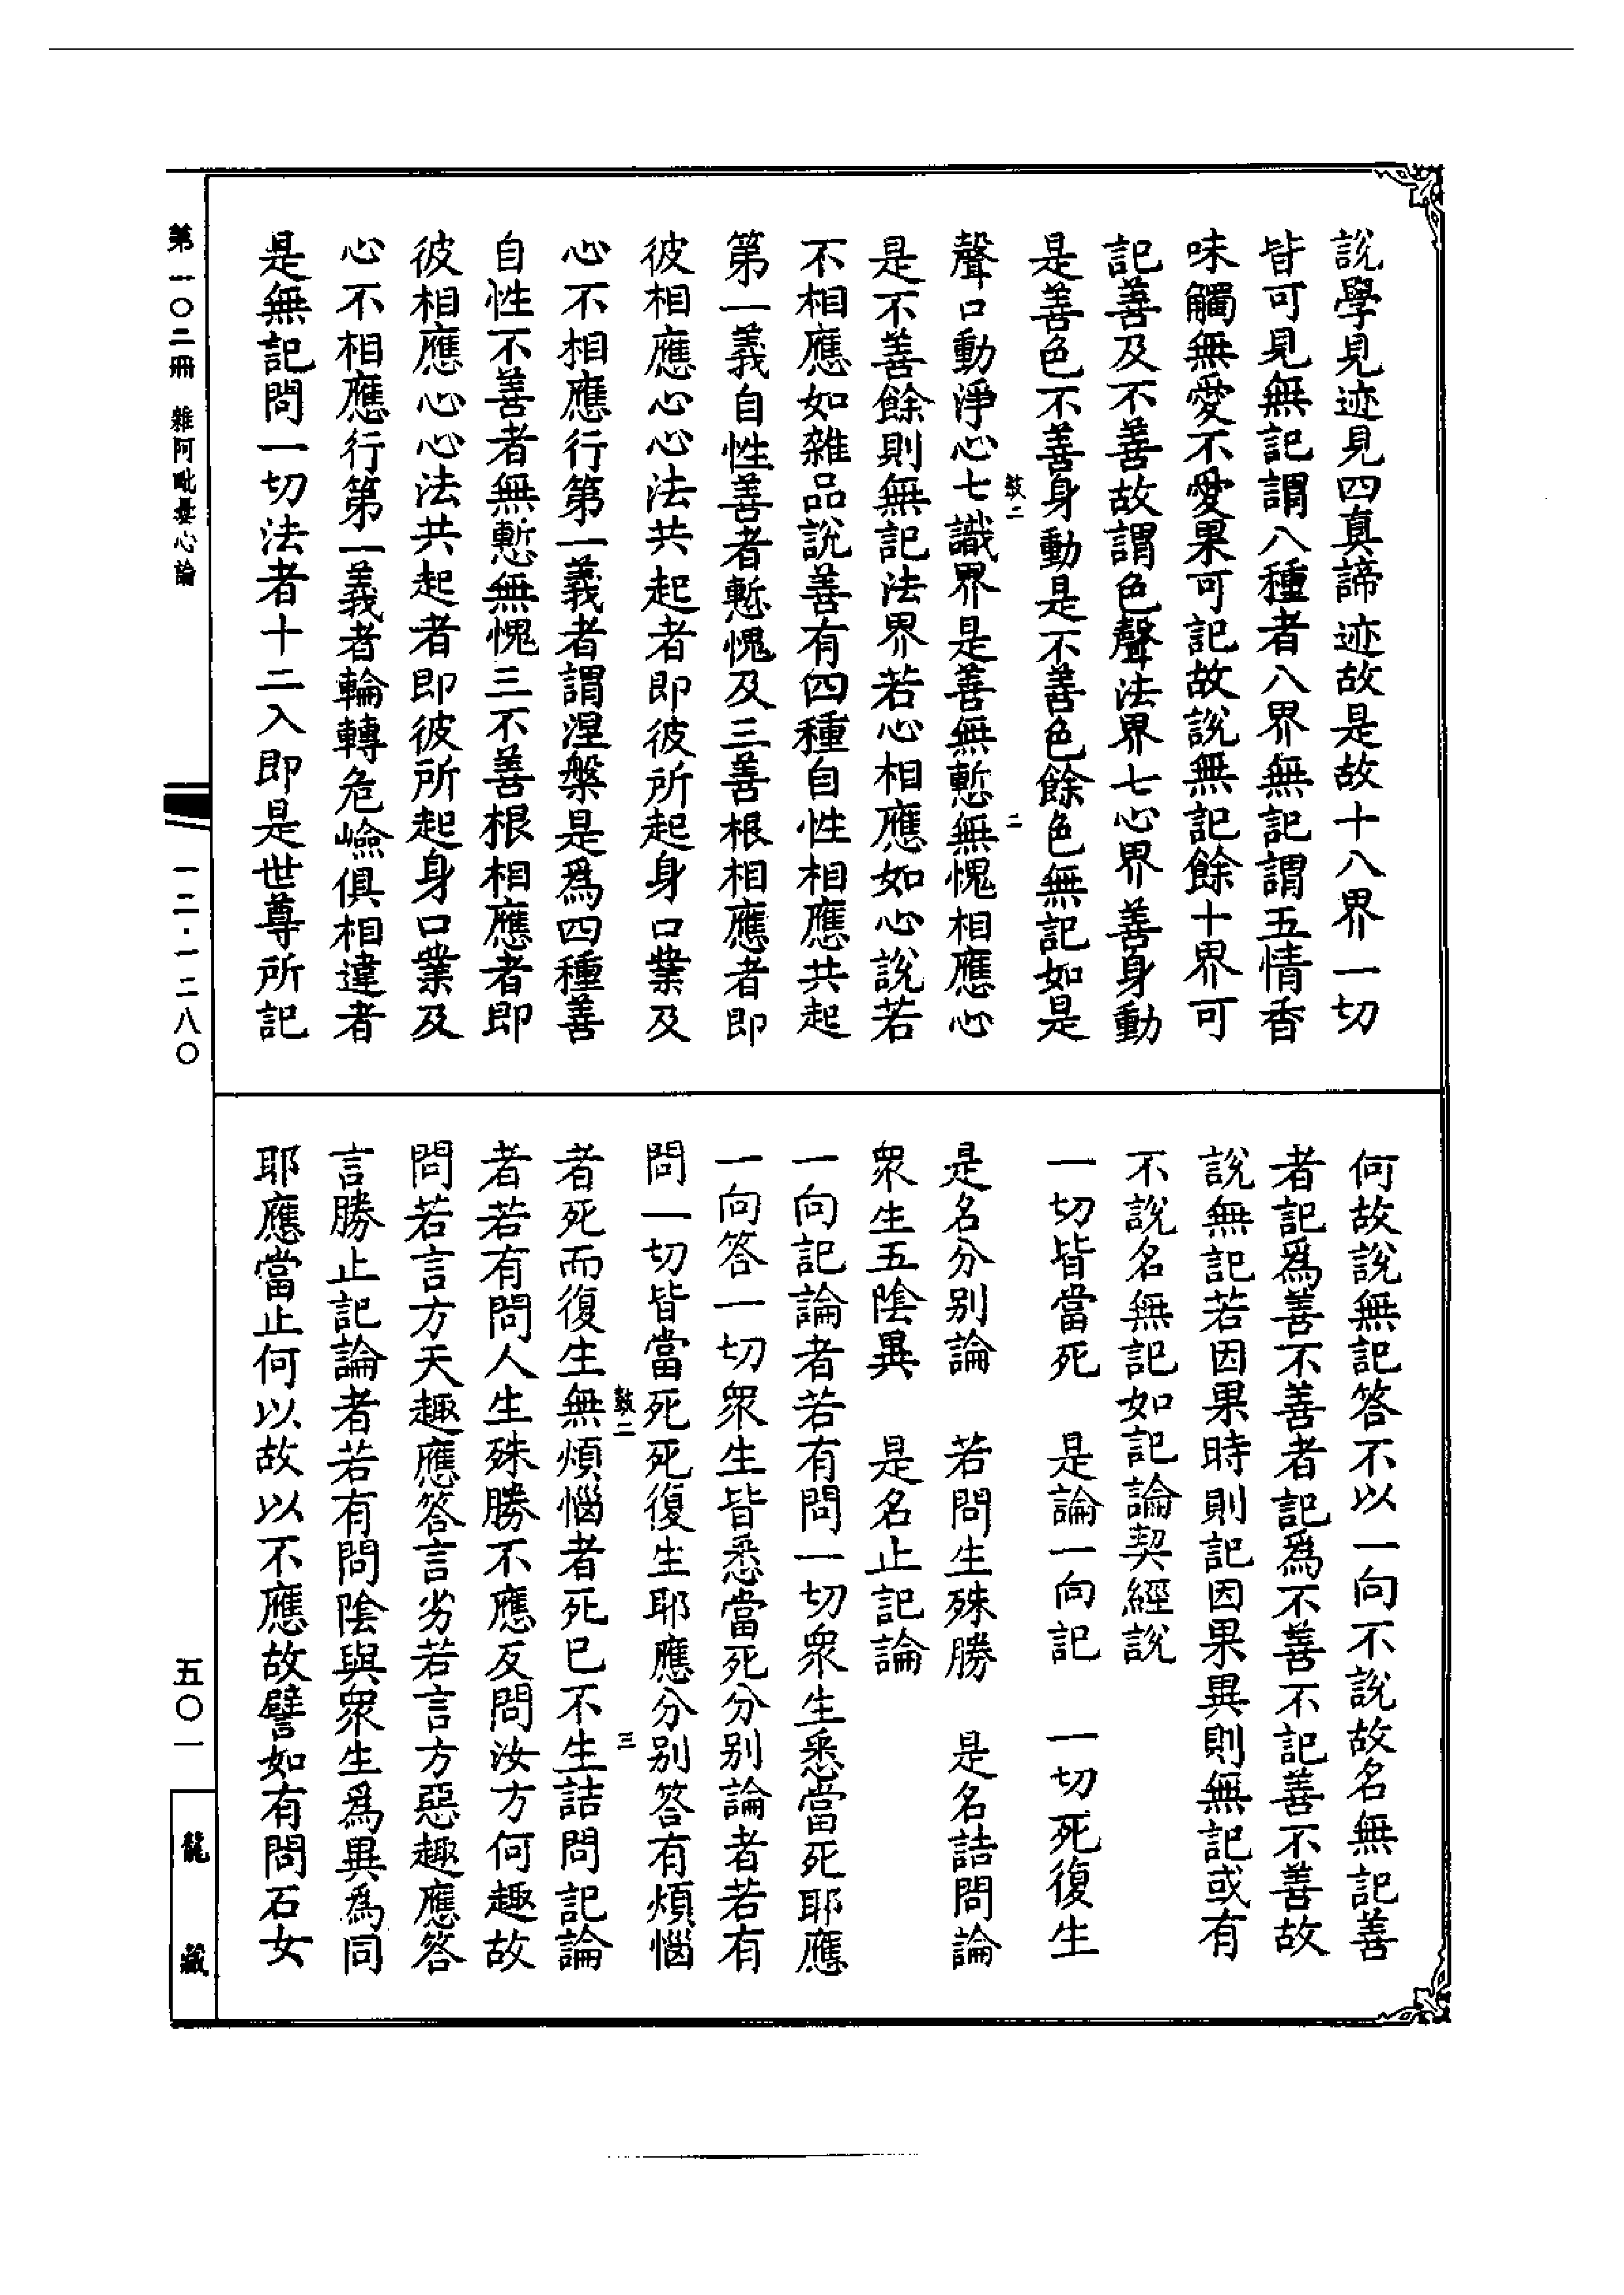 說學見迹見四真諦迹故是故十八界一切
皆可見無記謂八種者八界無記謂五情香
味觸無愛不愛果可記故說無記餘十界可
記善及不善故謂色聲法界七心界善身動
是善色不善身動是不善色餘色無記如是
聲口動淨心七識界是善無慙無愧相應心
是不善餘則無記法界若心相應如心說若
不相應如雜品說善有四種自性相應共起
第一義自性善者慙愧及三善根相應者即
彼相應心心法共起者即彼所起身口業及
心不相應行第一義者謂涅槃是為四種善
自性不善者無慙無愧三不善根相應者即
彼相應心心法共起者即彼所起身口業及
心不相應行第一義者輪轉危嶮俱相違者
是無記問一切法者十二入即是世尊所記
二
何故說無記答不以一向不說故名無記善
者記爲善不善者記爲不善不記善不善故
說無記若因果時則記因果異則無記或有
不說名無記如記論契經說
一切皆當死 是論一向記 一切死復生
是名分別論 若問生殊勝 是名詰問論
衆生五陰異 是名止記論
一向記論者若有問一切衆生悉當死耶應
一向答一切衆生皆悉當死分別論者若有
問一切皆當死死復生耶應分別答有煩惱
者死而復生無煩惱者死已不生詰問記論
者若有問人生殊勝不應反問汝方何趣故
問若言方天趣應答言劣若言方惡趣應答
言勝止記論者若有問陰與衆生爲異為同
耶應當止何以故以不應故譬如有問石女
三
第一〇二冊 雜阿毗曇心論
一二·一二八〇
五〇一
龍藏